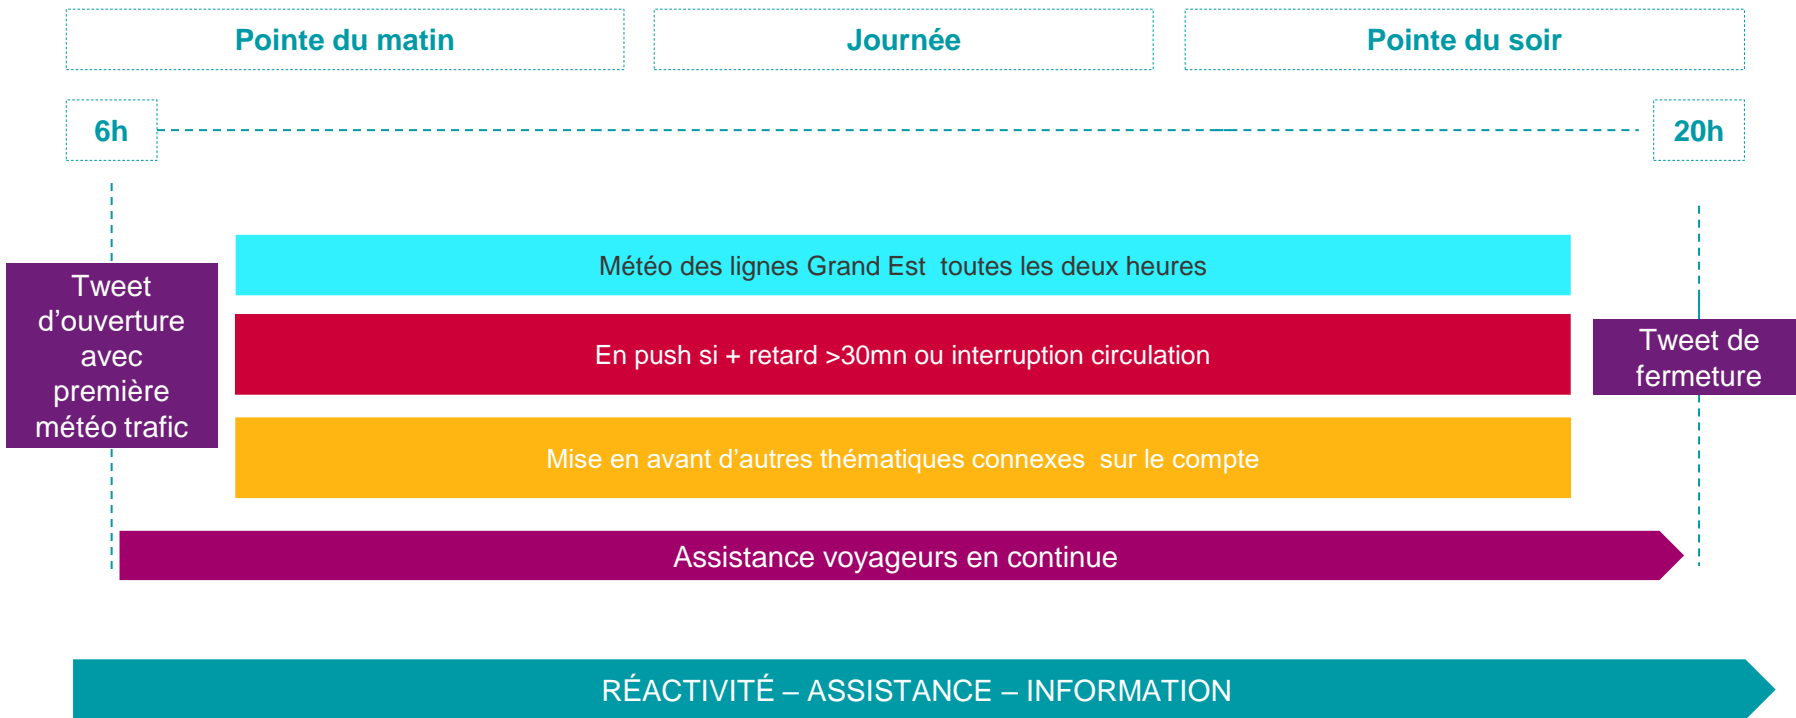 Pointe du matin
Journée
Pointe du soir
6h
20h
Tweet
d’ouverture
avec
première
météo trafic
Météo des lignes Grand Est  toutes les deux heures
En push si + retard >30mn ou interruption circulation
Mise en avant d’autres thématiques connexes  sur le compte
Tweet de
fermeture
Assistance voyageurs en continue
RÉACTIVITÉ – ASSISTANCE – INFORMATION